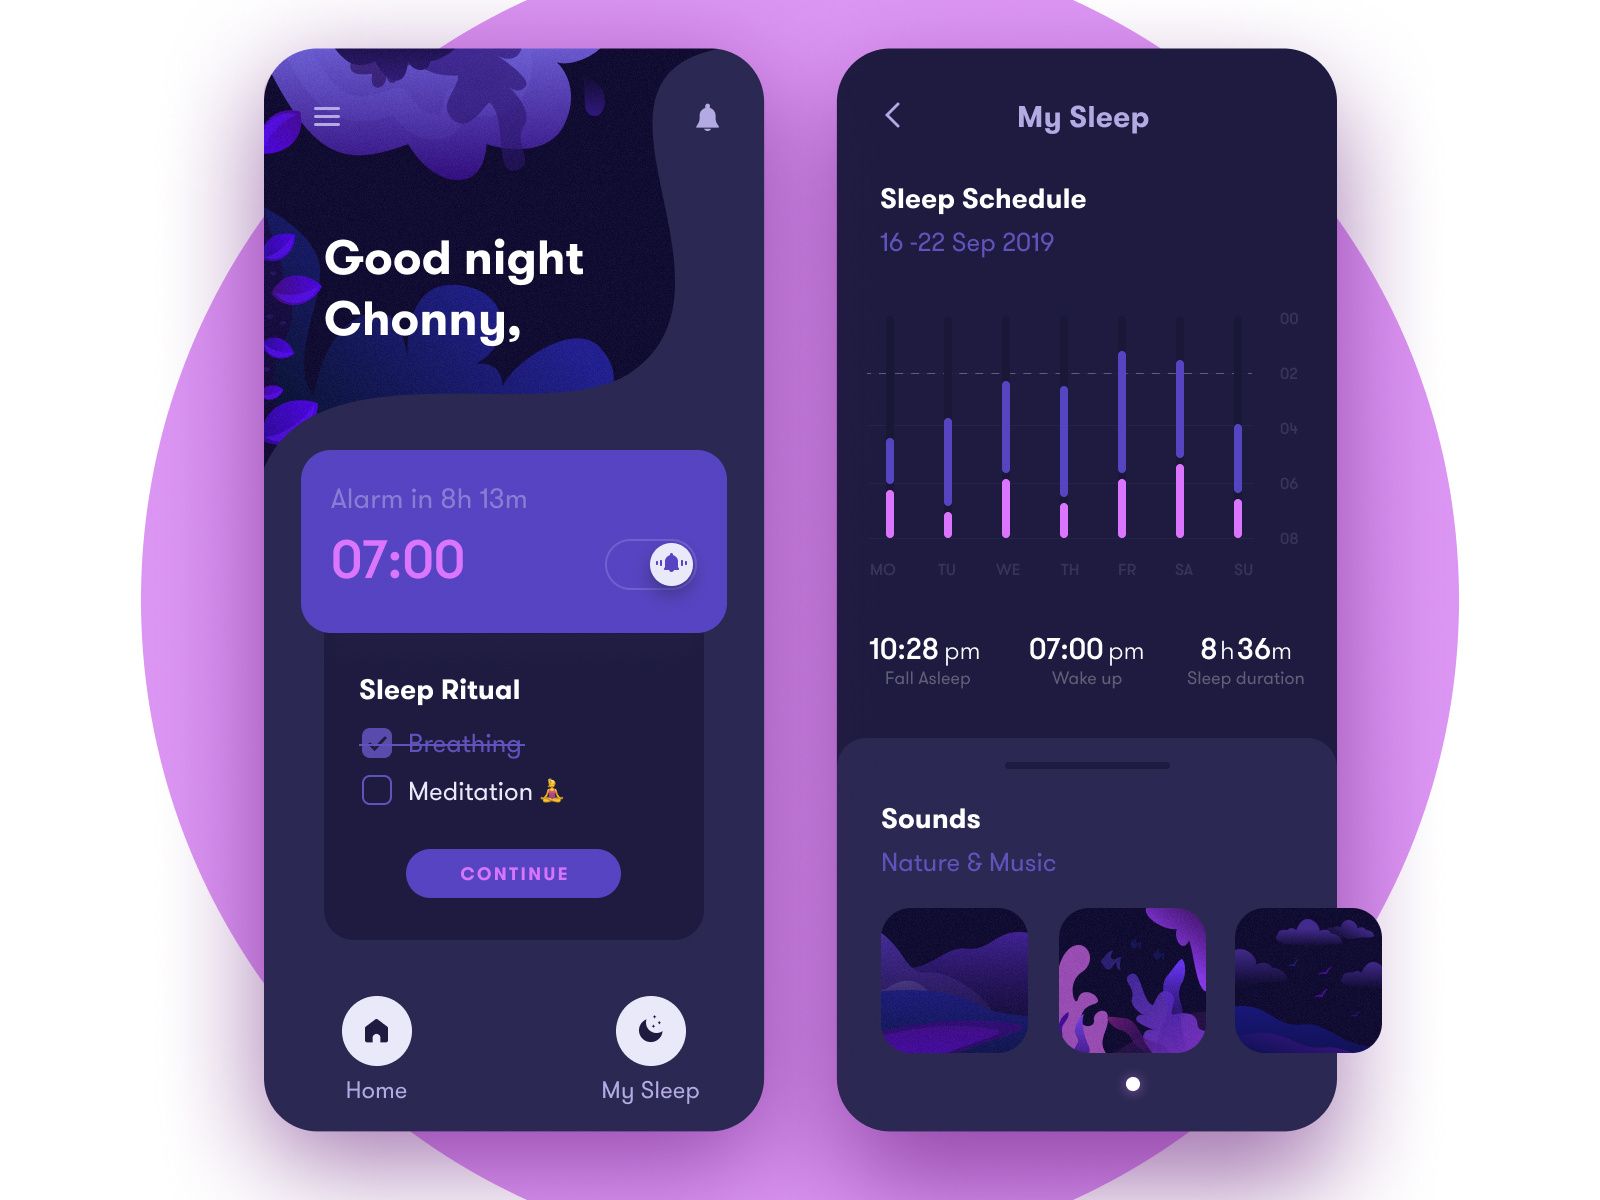 Good night
Chonny,
Alarm in 8h 13m
07:00
Sleep Ritual
Breathing
Meditation 🧘
CONTINUE
Home
My Sleep
My Sleep
Sleep Schedule
16 -22 Sep 2019
00
02
04
06
08
MO TU WE TH FR SA SU
10:28 pm 07:00 pm 8h36m
Fall Asleep Wake up Sleep duration
Sounds
Nature & Music